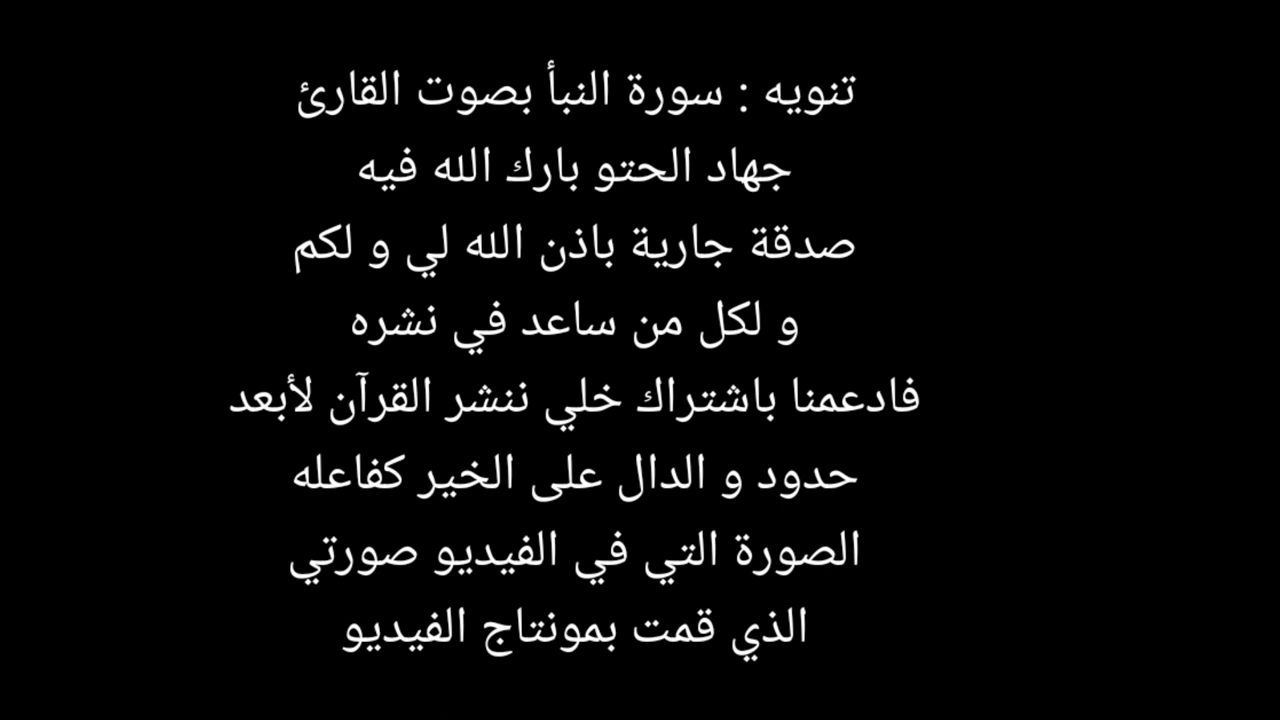 تنويه : سورة النبأ بصوت القارئ
جهاد الحتو بارك الله فيه
صدقة جارية باذن الله لي و لكم
و لكل من ساعد في نشره
فادعمنا باشتراك خلي ننشر القرآن لأبعد
حدود و الدال على الخير كفاعله
الصورة التي في الفيديو صورتي
الذي قمت بمونتاج الفيديو